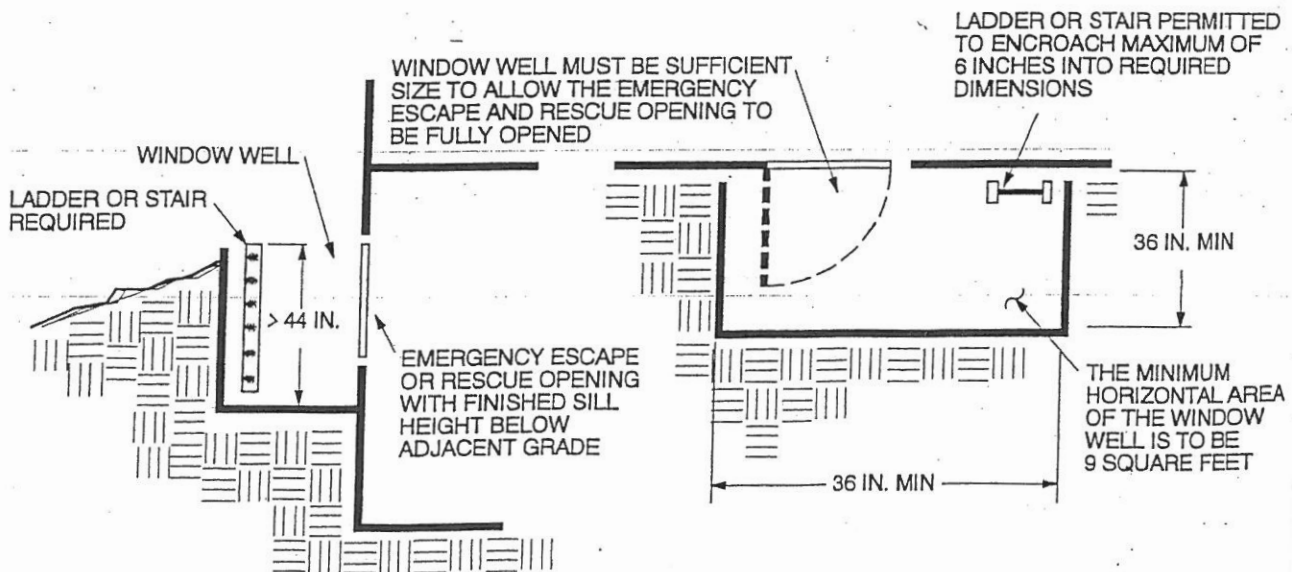 LADDER OR STAIR PERMITTED
TO ENCROACH MAXIMUM OF
6 INCHES INTO REQUIRED
DIMENSIONS
WINDOW WELL MUST BE SUFFICIENT
SIZE TO ALLOW THE EMERGENCY
ESCAPE AND RESCUE OPENING TO
BE FULLY OPENED
WINDOW WELL
LADDER OR STAIR
REQUIRED
> 44 IN.
36 IN. MIN
EMERGENCY ESCAPE
OR RESCUE OPENING
WITH FINISHED SILL
HEIGHT BELOW
ADJACENT GRADE
THE MINIMUM
HORIZONTAL AREA
OF THE WINDOW
WELL IS TO BE
9 SQUARE FEET
36 IN. MIN